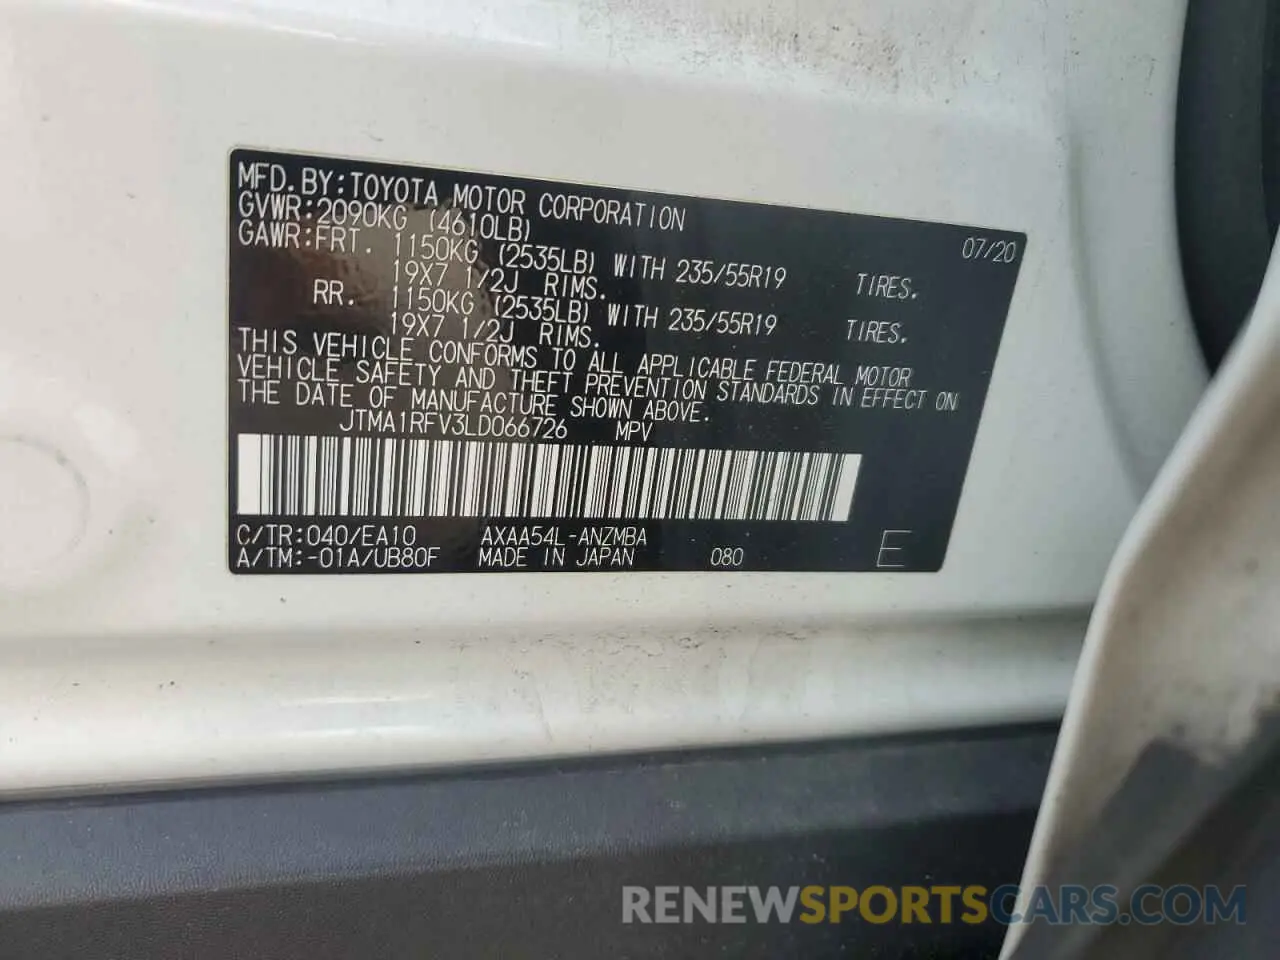 MFD.BY:TOYOTA MOTOR CORPORATION 07/20
GVWR:2090KG (4610LB)
GAWR:FRT. 1150KG (2535LB) WITH 235/55R19 TIRES.
19X7 1/2J RIMS.
RR. 1150KG (2535LB) WITH 235/55R19 TIRES.
19X7 1/2J RIMS.
THIS VEHICLE CONFORMS TO ALL APPLICABLE FEDERAL MOTOR
VEHICLE SAFETY AND THEFT PREVENTION STANDARDS IN EFFECT ON
THE DATE OF MANUFACTURE SHOWN ABOVE.
JTMA1RFV3LD066726 MPV
C/TR:040/EA10 AXAA54L-ANZMBA
A/TM:-01A/UB80F MADE IN JAPAN 080 E
RENEWSPORTSCARS.COM